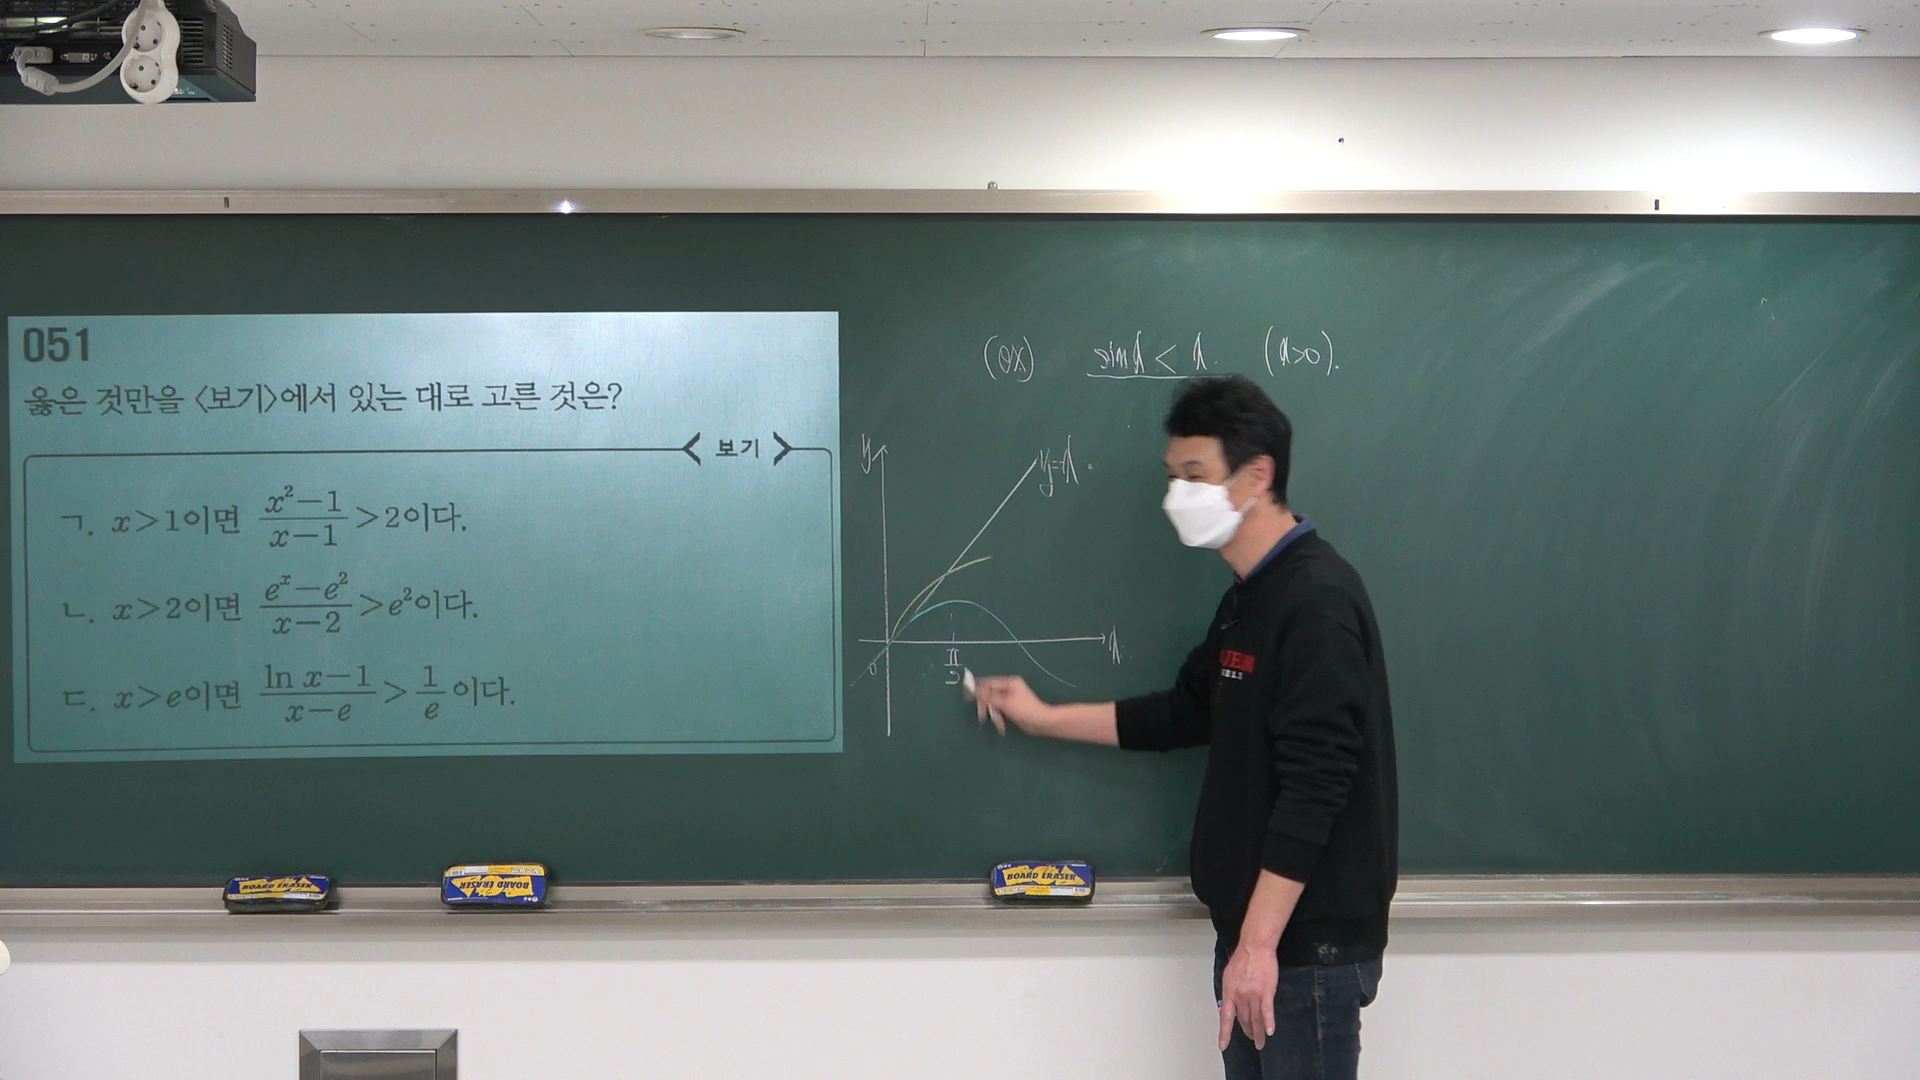 051
옳은 것만을 〈보기〉에서 있는 대로 고른 것은?
보기
ㄱ. x>1이면 (x²−1)/(x−1)>2이다.
ㄴ. x>2이면 (eˣ−e²)/(x−2)>e²이다.
ㄷ. x>e이면 (ln x−1)/(x−e)>1/e이다.
(ex) sin x < x. (x>0).
y
y=x.
x
0
π/2
BOARD ERASER
BOARD ERASER
BOARD ERASER